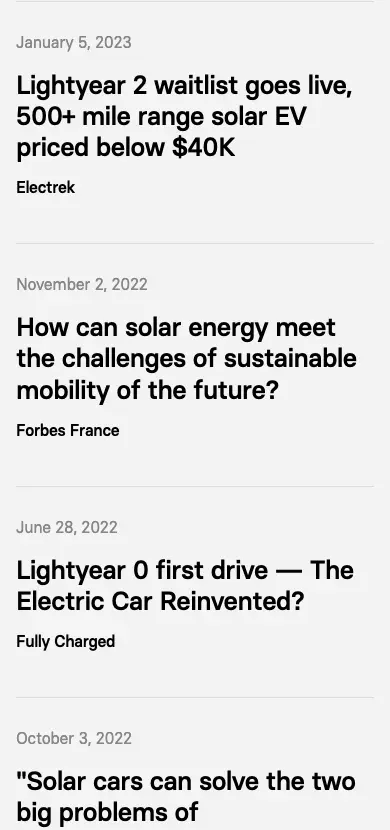 January 5, 2023
Lightyear 2 waitlist goes live,
500+ mile range solar EV
priced below $40K
Electrek
November 2, 2022
How can solar energy meet
the challenges of sustainable
mobility of the future?
Forbes France
June 28, 2022
Lightyear 0 first drive — The
Electric Car Reinvented?
Fully Charged
October 3, 2022
"Solar cars can solve the two
big problems of